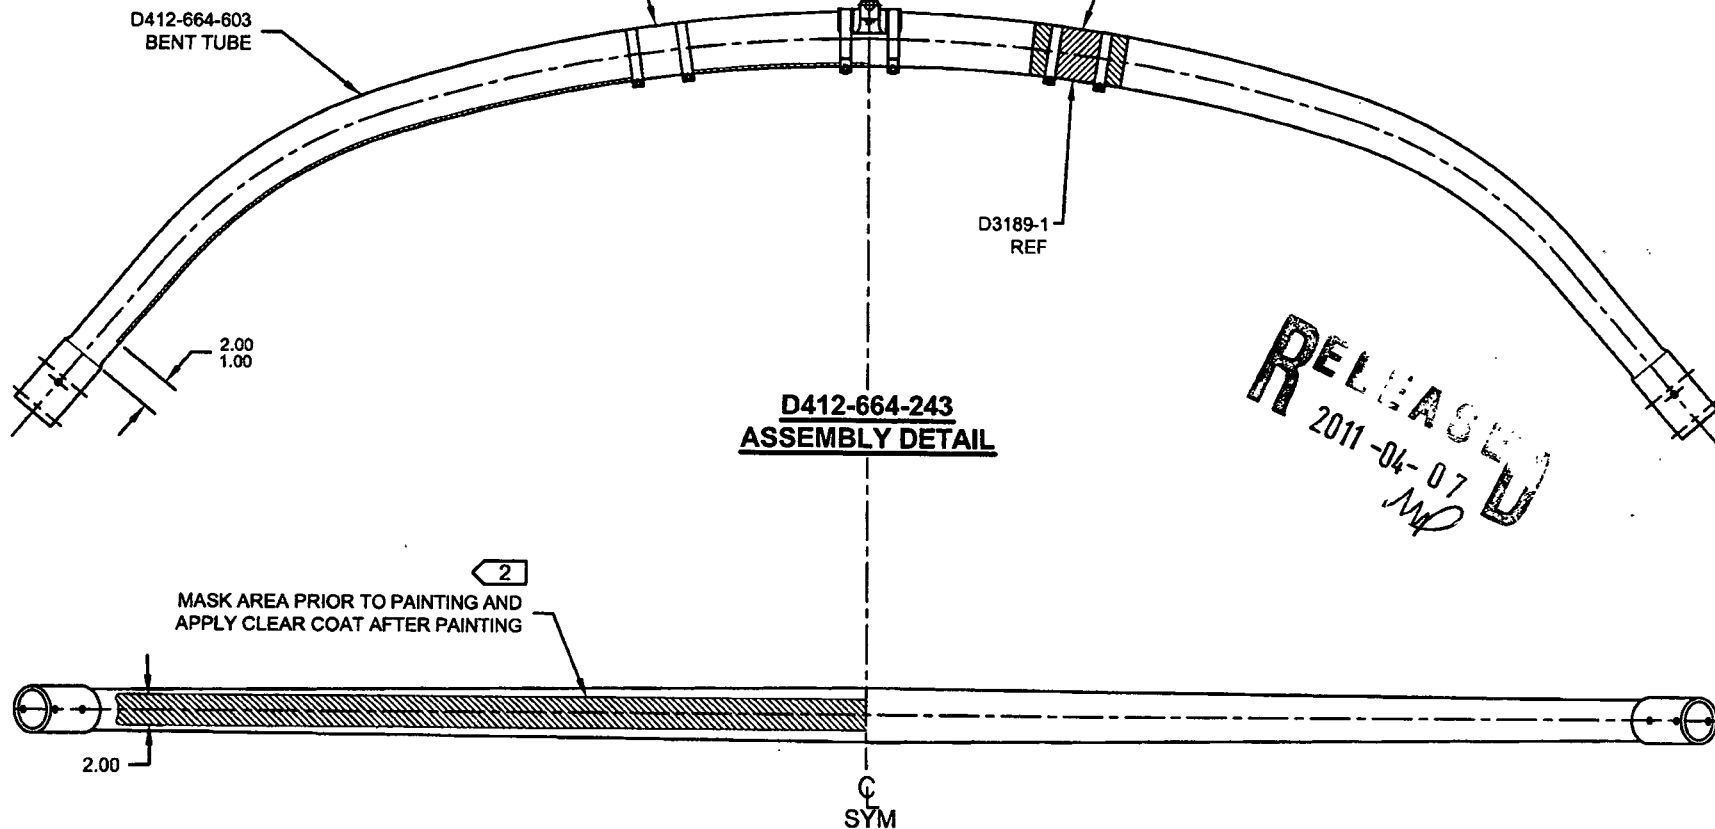 D412-664-603
BENT TUBE
D3189-1
REF
2.00
1.00
D412-664-243
ASSEMBLY DETAIL
RELEASED
2011-04-07
2
MASK AREA PRIOR TO PAINTING AND
APPLY CLEAR COAT AFTER PAINTING
2.00
CL
SYM